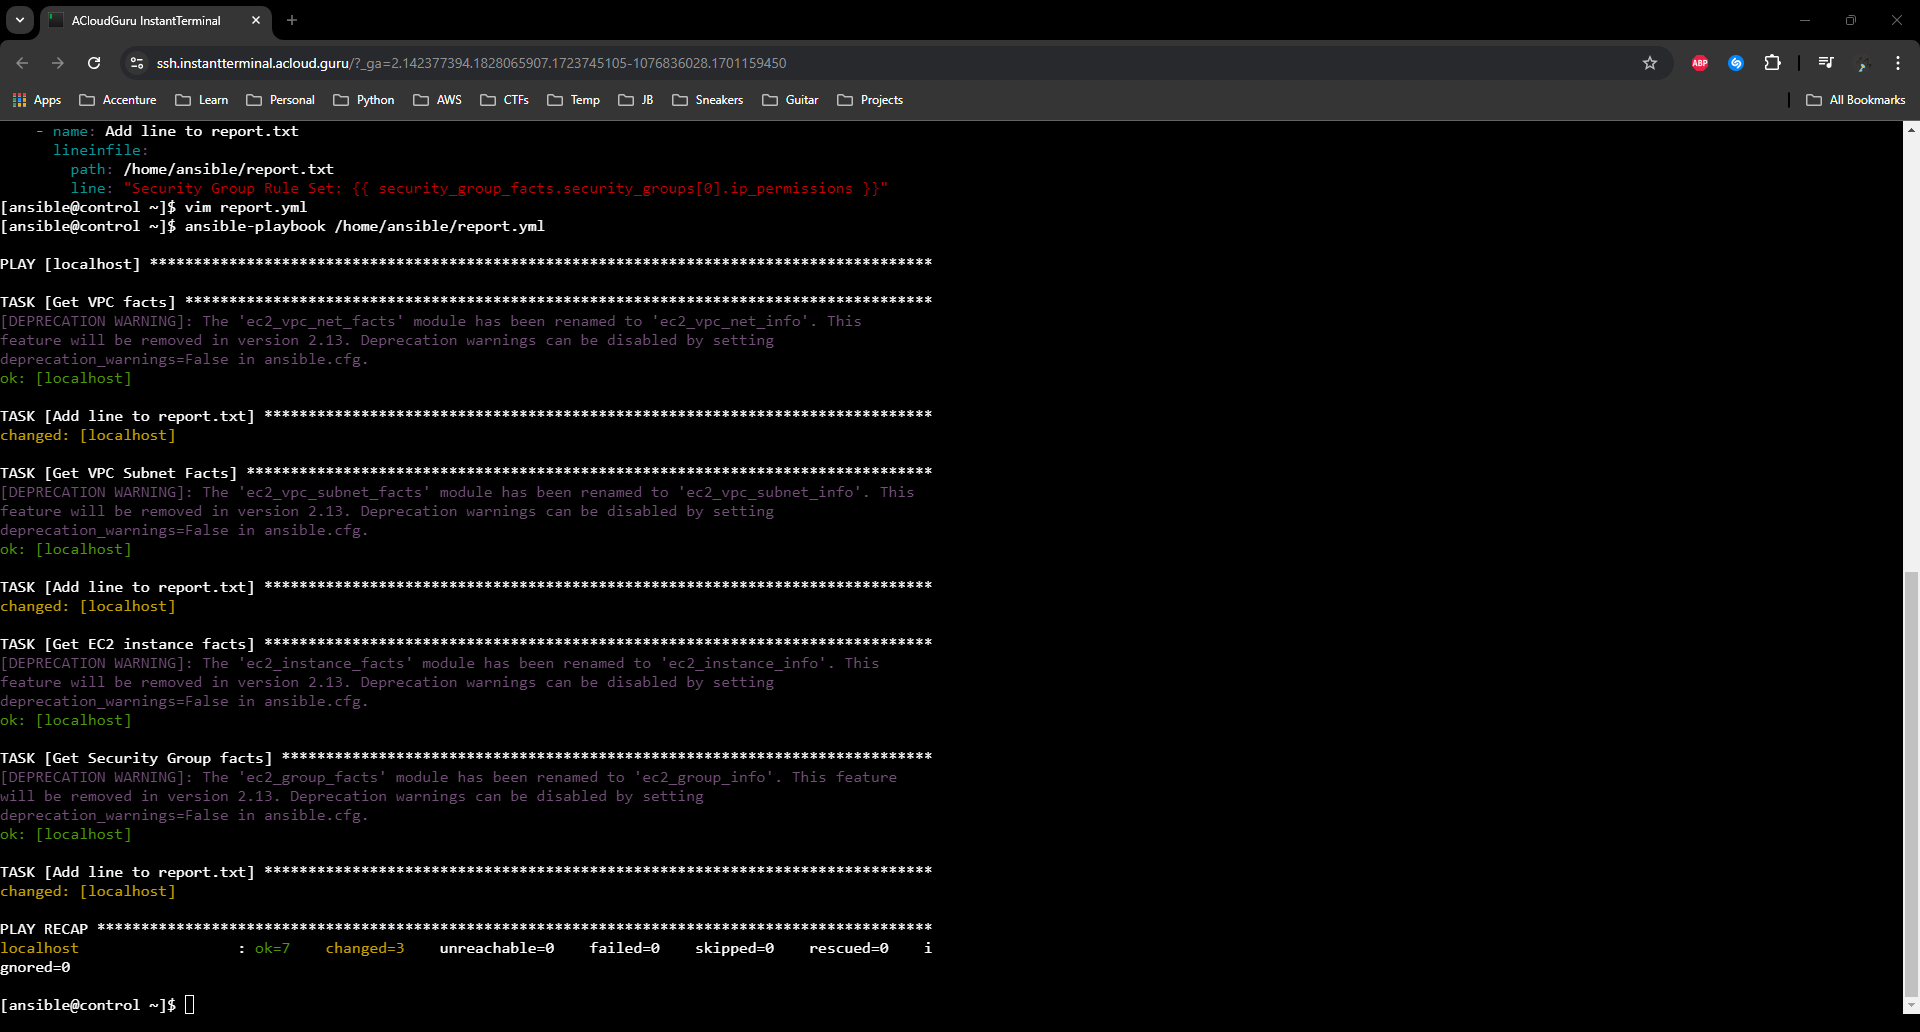 ACloudGuru InstantTerminal
ssh.instantterminal.acloud.guru/?_ga=2.142377394.1828065907.1723745105-1076836028.1701159450
ABP
Apps Accenture Learn Personal Python AWS CTFs Temp JB Sneakers Guitar Projects All Bookmarks
- name: Add line to report.txt
lineinfile:
path: /home/ansible/report.txt
line: "Security Group Rule Set: {{ security_group_facts.security_groups[0].ip_permissions }}"
[ansible@control ~]$ vim report.yml
[ansible@control ~]$ ansible-playbook /home/ansible/report.yml
PLAY [localhost] *****************************************************************************************
TASK [Get VPC facts] *************************************************************************************
[DEPRECATION WARNING]: The 'ec2_vpc_net_facts' module has been renamed to 'ec2_vpc_net_info'. This
feature will be removed in version 2.13. Deprecation warnings can be disabled by setting
deprecation_warnings=False in ansible.cfg.
ok: [localhost]
TASK [Add line to report.txt] ****************************************************************************
changed: [localhost]
TASK [Get VPC Subnet Facts] ******************************************************************************
[DEPRECATION WARNING]: The 'ec2_vpc_subnet_facts' module has been renamed to 'ec2_vpc_subnet_info'. This
feature will be removed in version 2.13. Deprecation warnings can be disabled by setting
deprecation_warnings=False in ansible.cfg.
ok: [localhost]
TASK [Add line to report.txt] ****************************************************************************
changed: [localhost]
TASK [Get EC2 instance facts] ****************************************************************************
[DEPRECATION WARNING]: The 'ec2_instance_facts' module has been renamed to 'ec2_instance_info'. This
feature will be removed in version 2.13. Deprecation warnings can be disabled by setting
deprecation_warnings=False in ansible.cfg.
ok: [localhost]
TASK [Get Security Group facts] **************************************************************************
[DEPRECATION WARNING]: The 'ec2_group_facts' module has been renamed to 'ec2_group_info'. This feature
will be removed in version 2.13. Deprecation warnings can be disabled by setting
deprecation_warnings=False in ansible.cfg.
ok: [localhost]
TASK [Add line to report.txt] ****************************************************************************
changed: [localhost]
PLAY RECAP ***********************************************************************************************
localhost : ok=7 changed=3 unreachable=0 failed=0 skipped=0 rescued=0 i
gnored=0
[ansible@control ~]$